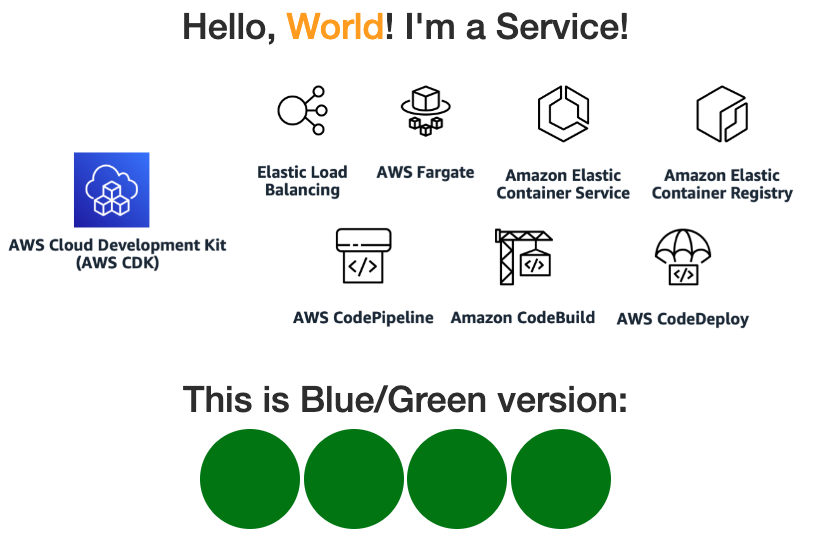 Hello, World! I'm a Service!
Elastic Load
Balancing
AWS Fargate
Amazon Elastic
Container Service
Amazon Elastic
Container Registry
AWS Cloud Development Kit
(AWS CDK)
</>
</>
</>
AWS CodePipeline
Amazon CodeBuild
AWS CodeDeploy
This is Blue/Green version: